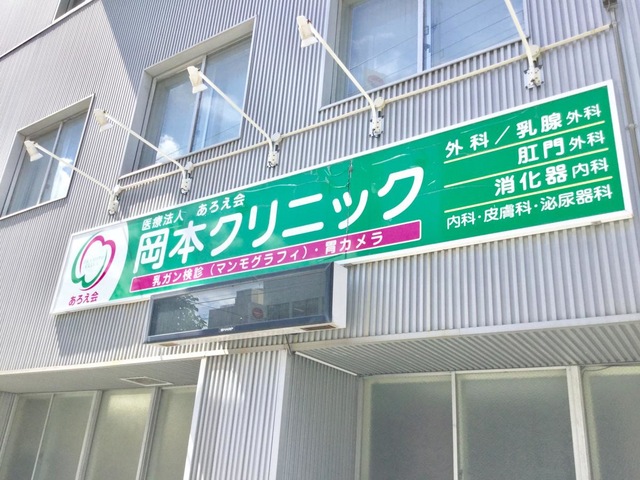 医療法人 あろえ会
岡本クリニック
乳ガン検診（マンモグラフィ）・胃カメラ
あろえ会
外科／乳腺外科
肛門外科
消化器内科
内科・皮膚科・泌尿器科